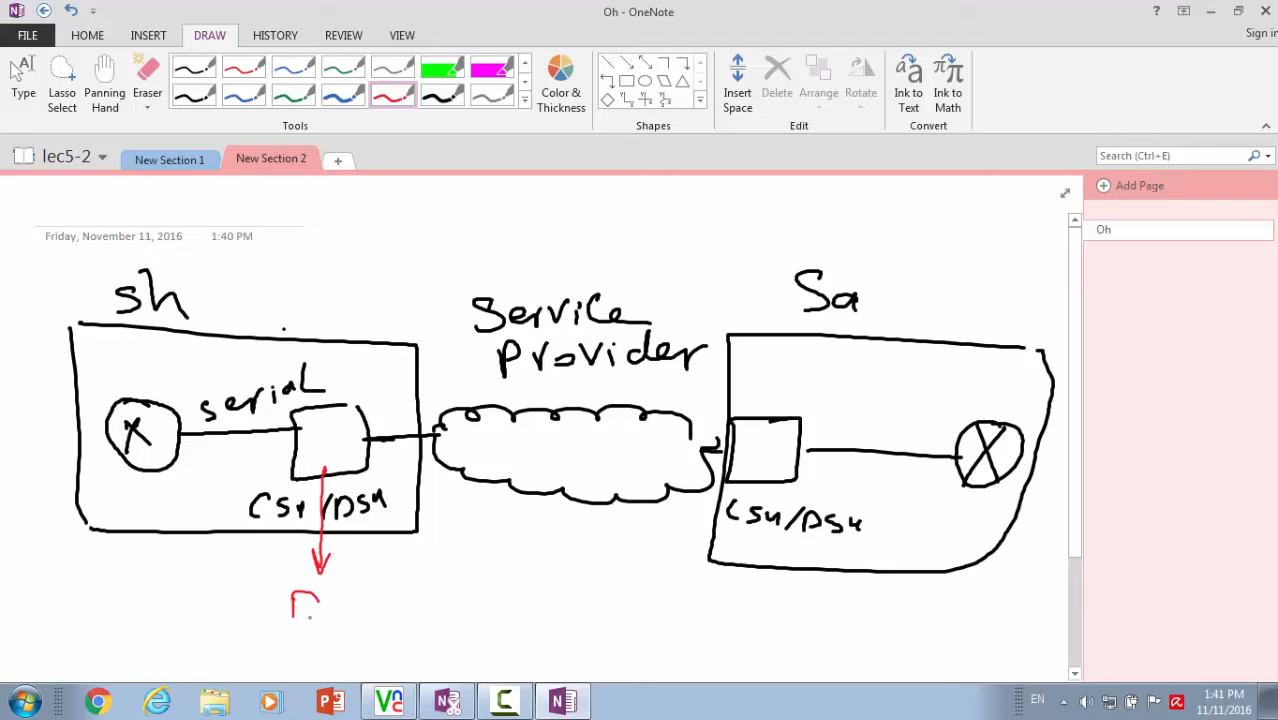 Oh - OneNote
?
Sign in
FILE HOME INSERT DRAW HISTORY REVIEW VIEW
Type
Lasso Select
Panning Hand
Eraser
Color & Thickness
Insert Space
Delete
Arrange
Rotate
Ink to Text
Ink to Math
Tools
Shapes
Edit
Convert
lec5-2
New Section 1
New Section 2
Search (Ctrl+E)
Add Page
Oh
Friday, November 11, 2016 1:40 PM
sh
Service
Provider
Sa
serial
CSU/DSU
CSU/DSU
EN
1:41 PM
11/11/2016